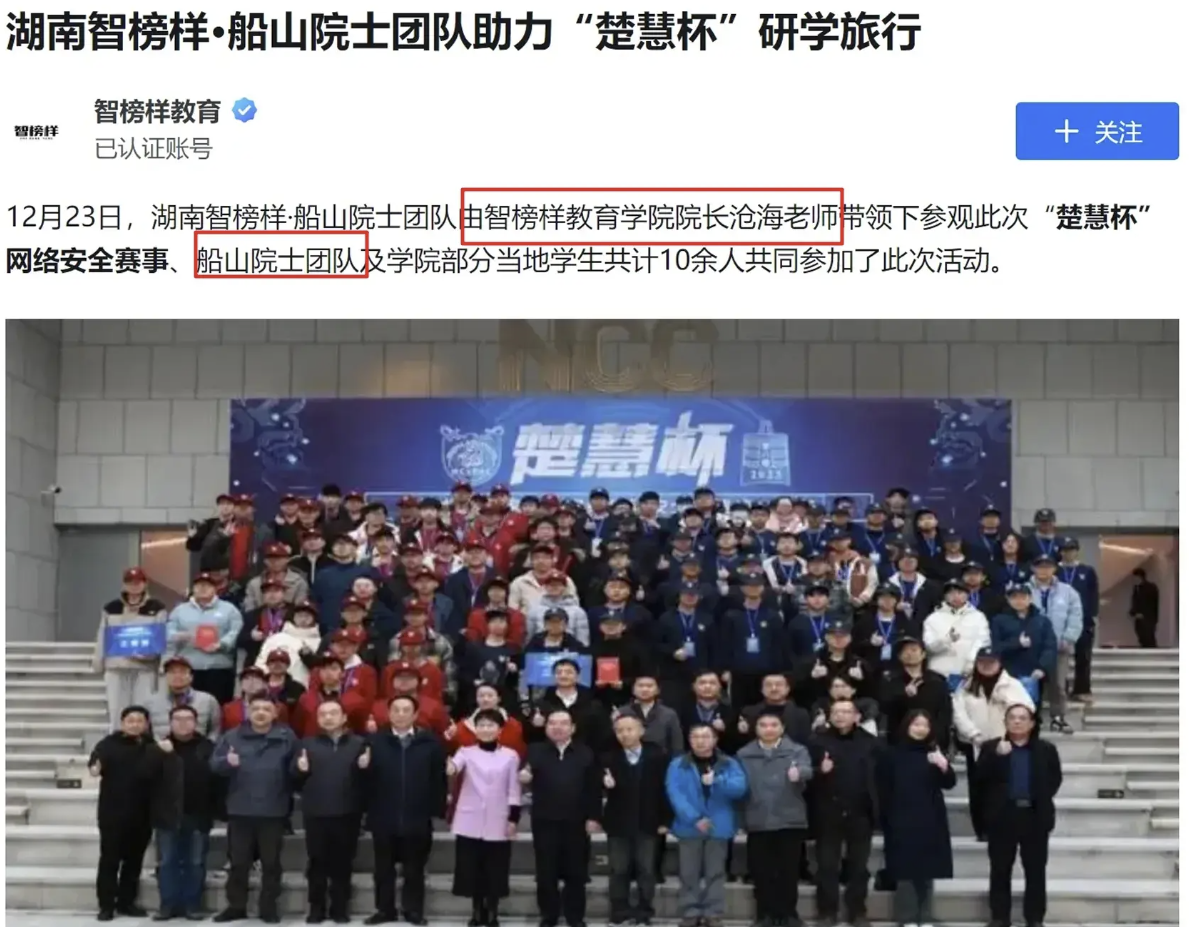 湖南智榜样•船山院士团队助力“楚慧杯”研学旅行
智榜样
智榜样教育
已认证账号
+ 关注
12月23日，湖南智榜样·船山院士团队由智榜样教育学院院长沧海老师带领下参观此次“楚慧杯”
网络安全赛事、船山院士团队及学院部分当地学生共计10余人共同参加了此次活动。
NCC
楚慧杯